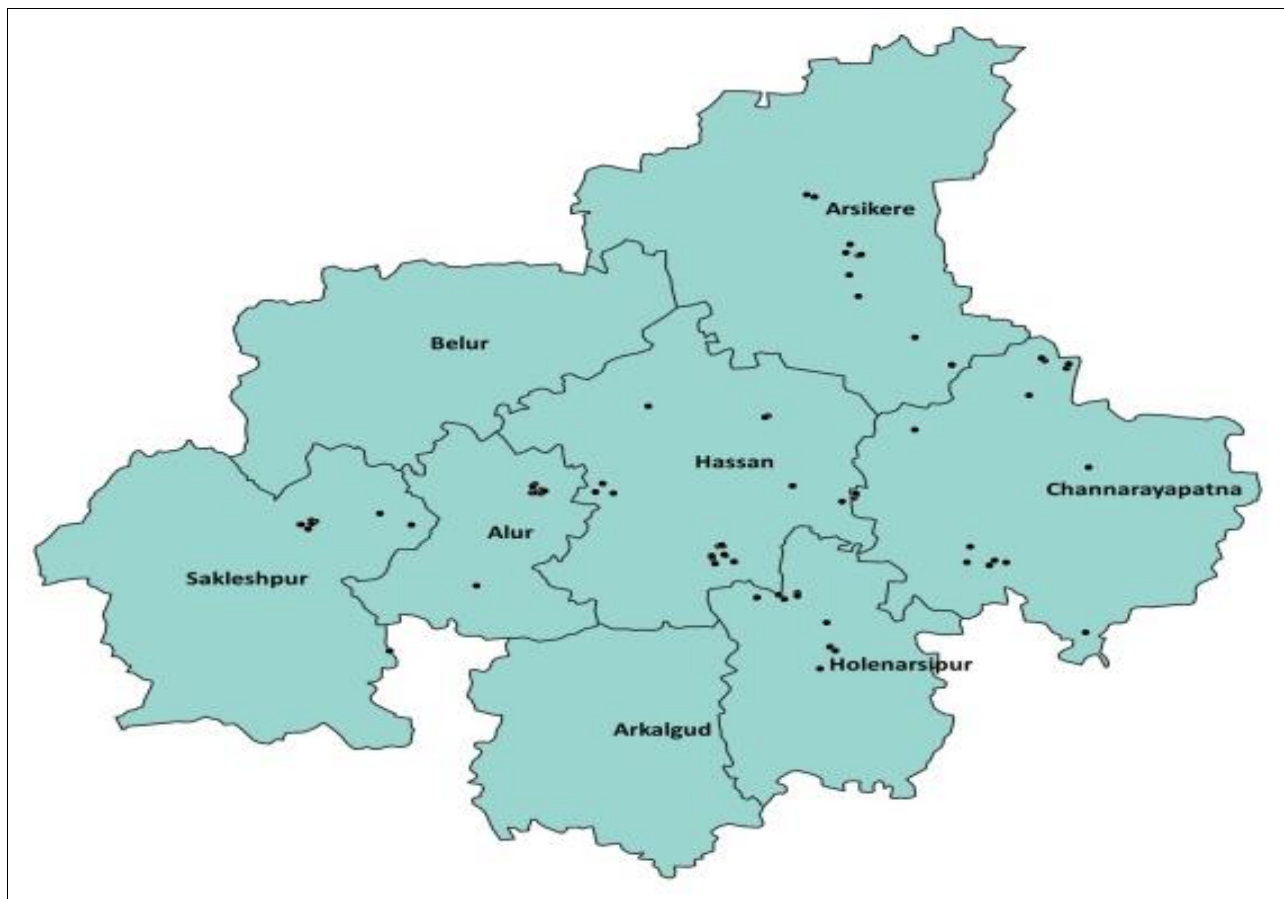 Arsikere
Belur
Hassan
Channarayapatna
Alur
Sakleshpur
Holenarsipur
Arkalgud